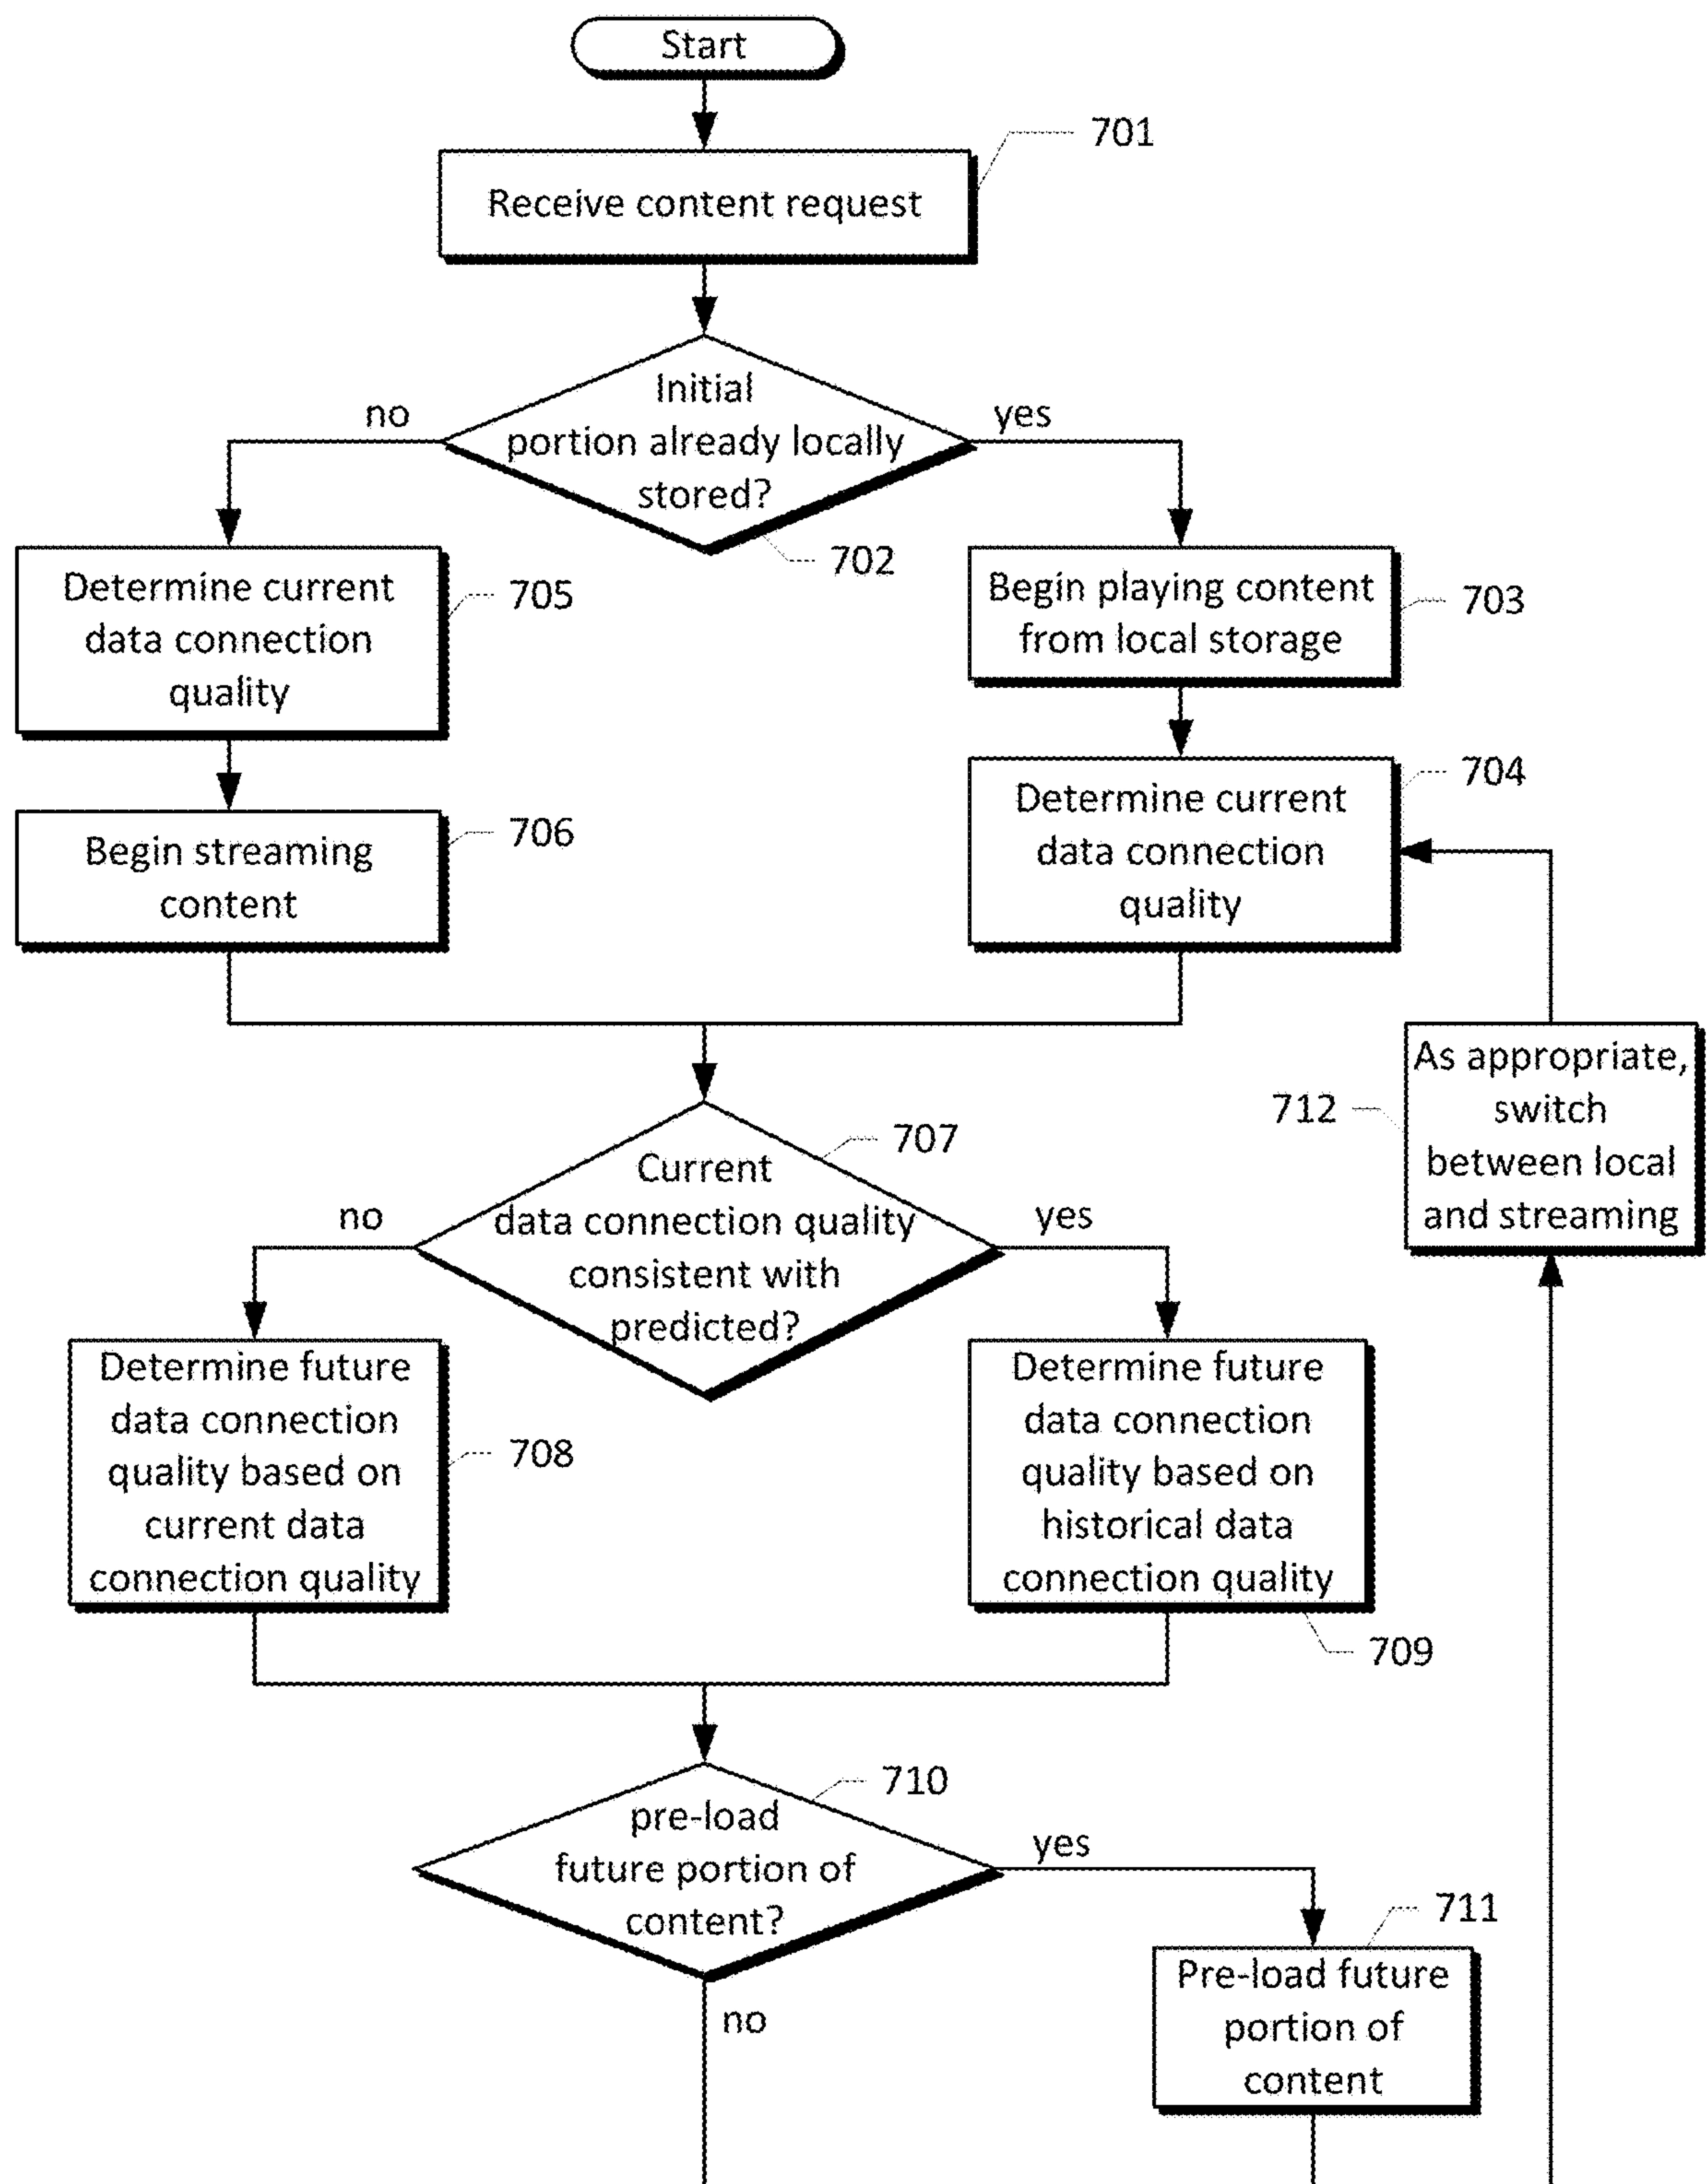 Start
701
Receive content request
Initial
portion already locally
stored?
no
yes
702
Determine current
data connection
quality
705
Begin playing content
from local storage
703
Begin streaming
content
706
Determine current
data connection
quality
704
As appropriate,
switch
between local
and streaming
712
707
Current
data connection quality
consistent with
predicted?
no
yes
Determine future
data connection
quality based on
current data
connection quality
708
Determine future
data connection
quality based on
historical data
connection quality
709
710
pre-load
future portion of
content?
yes
no
711
Pre-load future
portion of
content